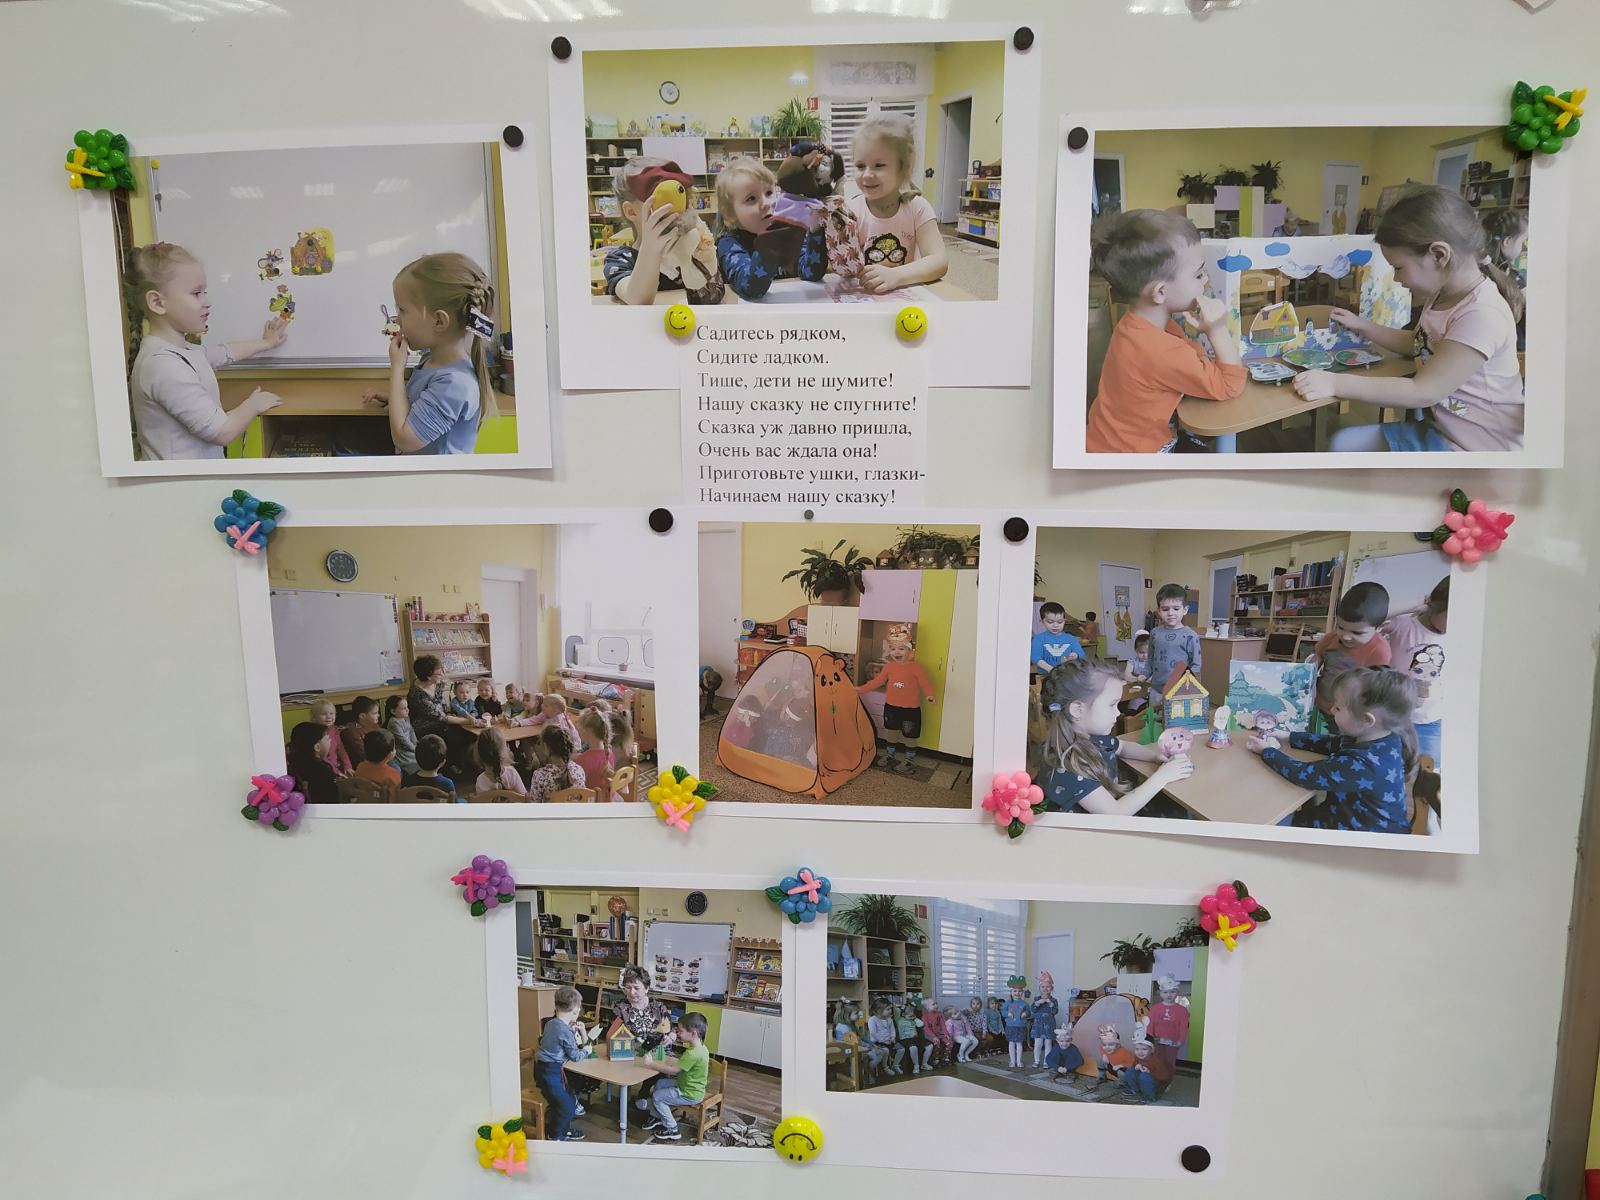 Садитесь рядком,
Сидите ладком.
Тише, дети не шумите!
Нашу сказку не спугните!
Сказка уж давно пришла,
Очень вас ждала она!
Приготовьте ушки, глазки-
Начинаем нашу сказку!